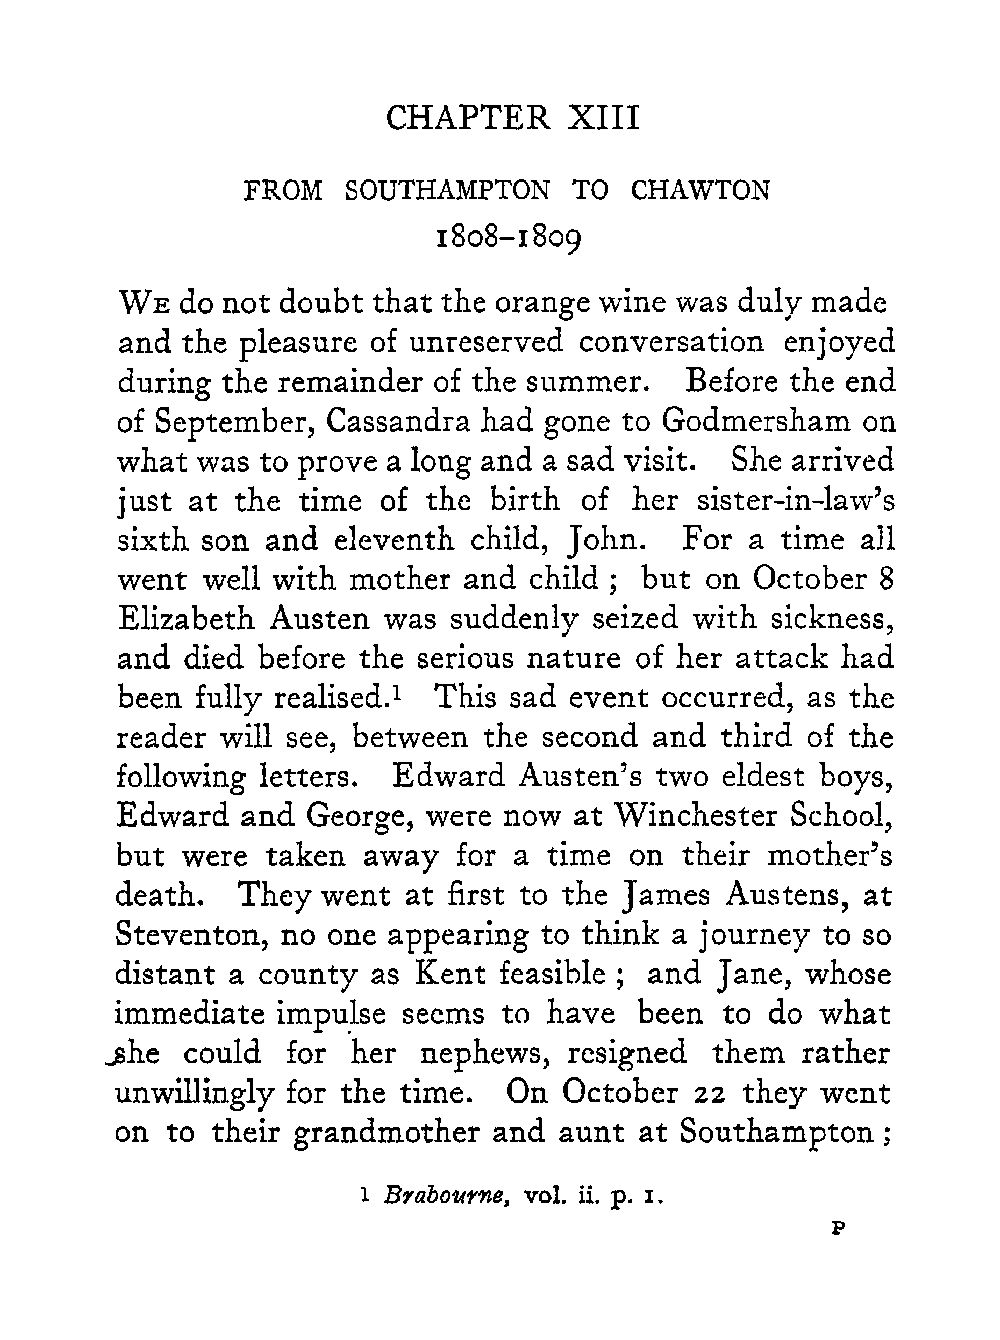 CHAPTER XIII
FROM SOUTHAMPTON TO CHAWTON
1808–1809
WE do not doubt that the orange wine was duly made
and the pleasure of unreserved conversation enjoyed
during the remainder of the summer. Before the end
of September, Cassandra had gone to Godmersham on
what was to prove a long and a sad visit. She arrived
just at the time of the birth of her sister-in-law's
sixth son and eleventh child, John. For a time all
went well with mother and child ; but on October 8
Elizabeth Austen was suddenly seized with sickness,
and died before the serious nature of her attack had
been fully realised.¹ This sad event occurred, as the
reader will see, between the second and third of the
following letters. Edward Austen's two eldest boys,
Edward and George, were now at Winchester School,
but were taken away for a time on their mother's
death. They went at first to the James Austens, at
Steventon, no one appearing to think a journey to so
distant a county as Kent feasible ; and Jane, whose
immediate impulse seems to have been to do what
she could for her nephews, resigned them rather
unwillingly for the time. On October 22 they went
on to their grandmother and aunt at Southampton ;
1 Brabourne, vol. ii. p. 1.
P